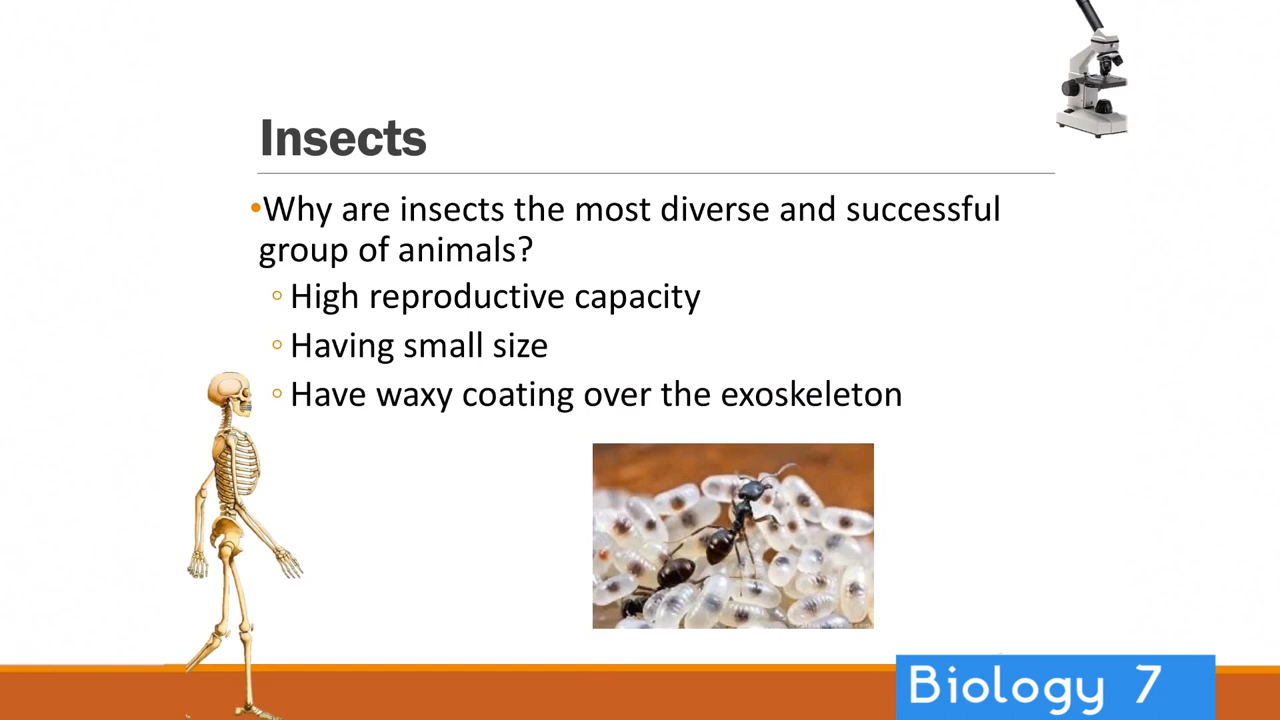 Insects
•Why are insects the most diverse and successful
group of animals?
◦ High reproductive capacity
◦ Having small size
◦ Have waxy coating over the exoskeleton
Biology 7